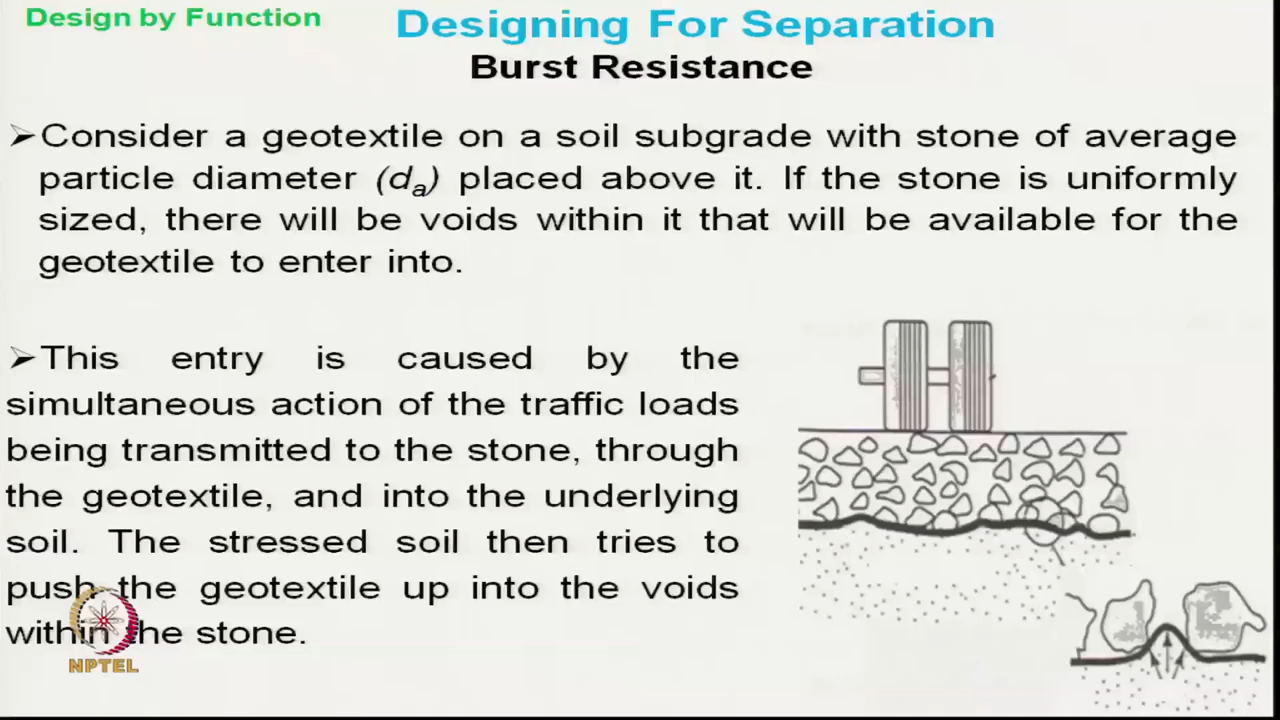 Design by Function
Designing For Separation
Burst Resistance
➢Consider a geotextile on a soil subgrade with stone of average
particle diameter (da) placed above it. If the stone is uniformly
sized, there will be voids within it that will be available for the
geotextile to enter into.
➢This entry is caused by the
simultaneous action of the traffic loads
being transmitted to the stone, through
the geotextile, and into the underlying
soil. The stressed soil then tries to
push the geotextile up into the voids
within the stone.
NPTEL